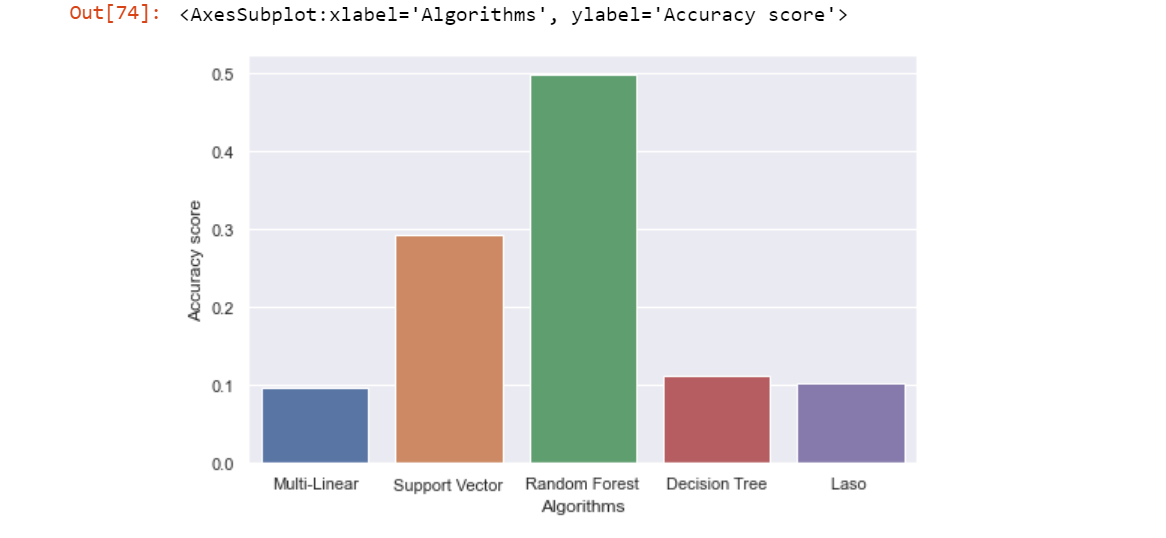 Out[74]: <AxesSubplot:xlabel='Algorithms', ylabel='Accuracy score'>
0.5
0.4
0.3
0.2
0.1
0.0
Accuracy score
Multi-Linear Support Vector Random Forest Decision Tree Laso
Algorithms